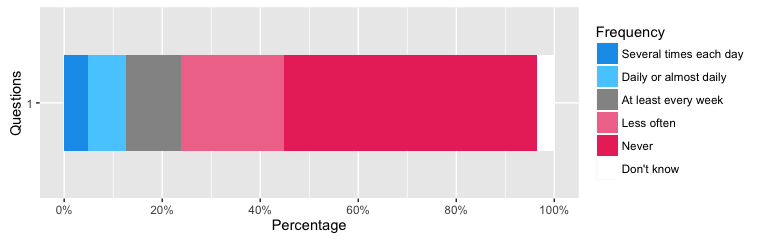 Questions
1
0%
20%
40%
60%
80%
100%
Percentage
Frequency
Several times each day
Daily or almost daily
At least every week
Less often
Never
Don't know